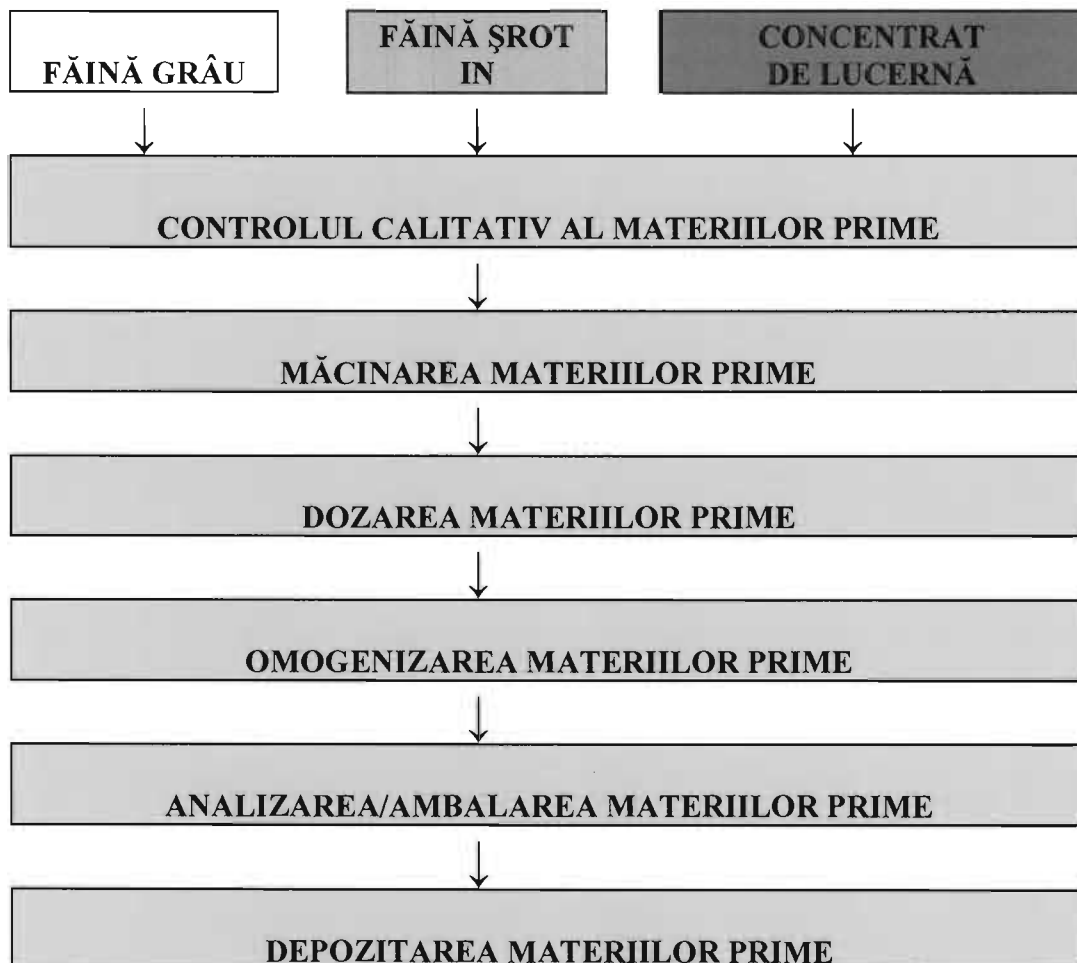 FĂINĂ GRÂU
FĂINĂ ŞROT
IN
CONCENTRAT
DE LUCERNĂ
CONTROLUL CALITATIV AL MATERIILOR PRIME
MĂCINAREA MATERIILOR PRIME
DOZAREA MATERIILOR PRIME
OMOGENIZAREA MATERIILOR PRIME
ANALIZAREA/AMBALAREA MATERIILOR PRIME
DEPOZITAREA MATERIILOR PRIME